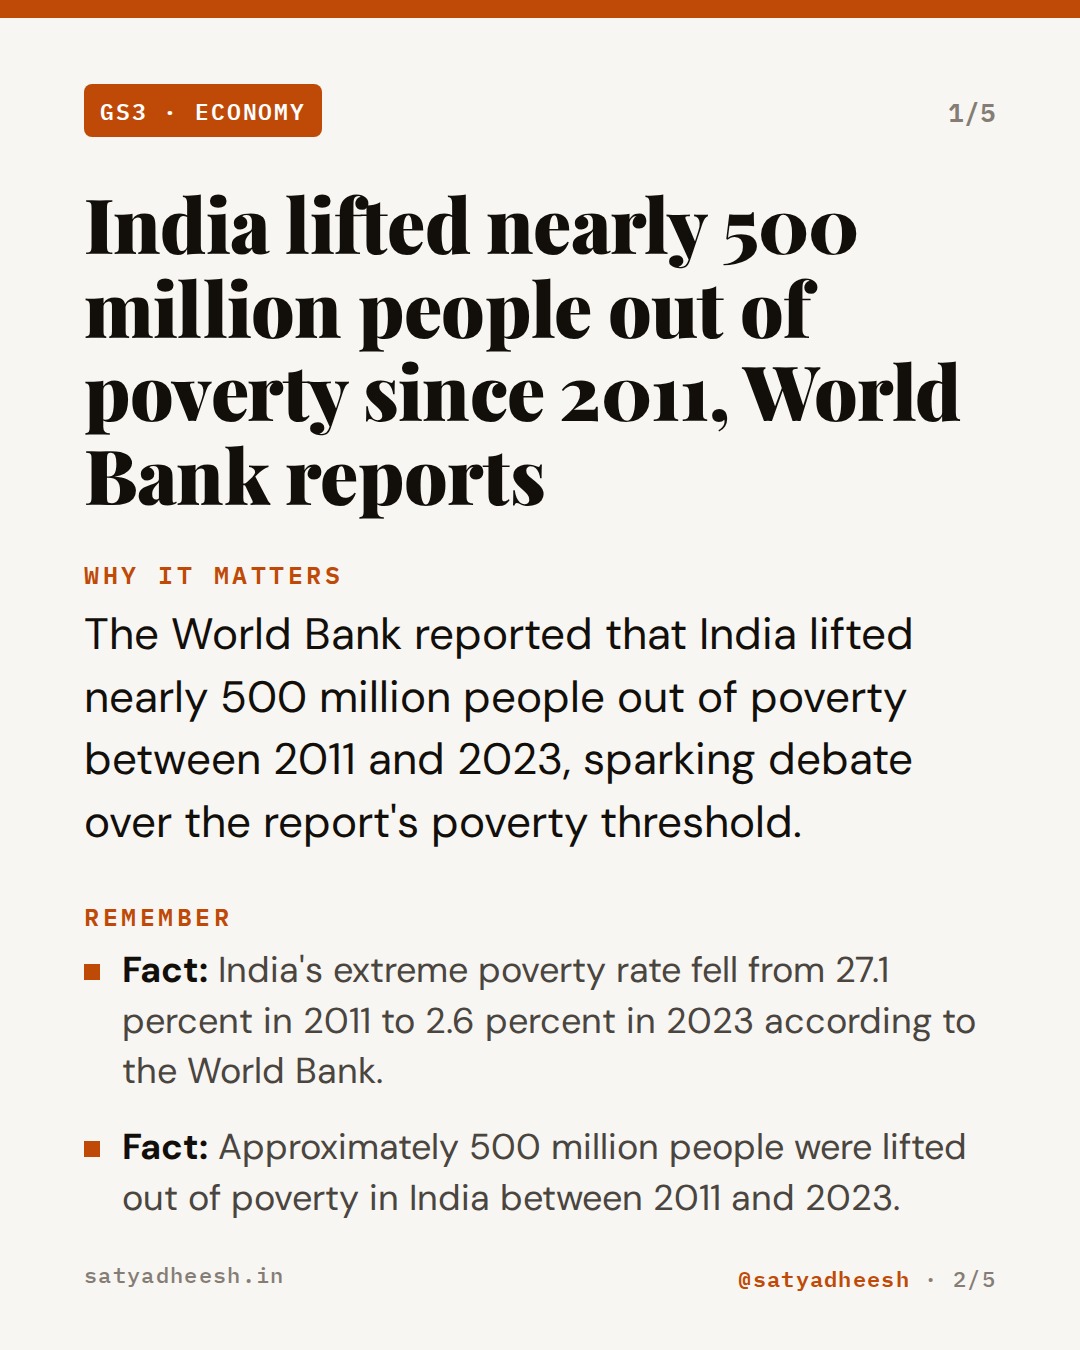 GS3 · ECONOMY
1/5
India lifted nearly 500
million people out of
poverty since 2011, World
Bank reports
WHY IT MATTERS
The World Bank reported that India lifted
nearly 500 million people out of poverty
between 2011 and 2023, sparking debate
over the report's poverty threshold.
REMEMBER
Fact: India's extreme poverty rate fell from 27.1
percent in 2011 to 2.6 percent in 2023 according to
the World Bank.
Fact: Approximately 500 million people were lifted
out of poverty in India between 2011 and 2023.
satyadheesh.in
@satyadheesh · 2/5